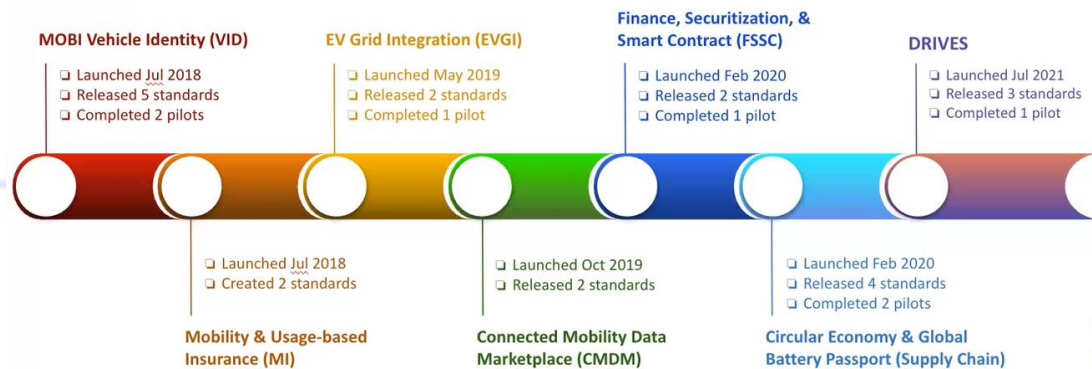 MOBI Vehicle Identity (VID)
❑ Launched Jul 2018
❑ Released 5 standards
❑ Completed 2 pilots
❑ Launched Jul 2018
❑ Created 2 standards
Mobility & Usage-based
Insurance (MI)
EV Grid Integration (EVGI)
❑ Launched May 2019
❑ Released 2 standards
❑ Completed 1 pilot
❑ Launched Oct 2019
❑ Released 2 standards
Connected Mobility Data
Marketplace (CMDM)
Finance, Securitization, &
Smart Contract (FSSC)
❑ Launched Feb 2020
❑ Released 2 standards
❑ Completed 1 pilot
❑ Launched Feb 2020
❑ Released 4 standards
❑ Completed 2 pilots
Circular Economy & Global
Battery Passport (Supply Chain)
DRIVES
❑ Launched Jul 2021
❑ Released 3 standards
❑ Completed 1 pilot